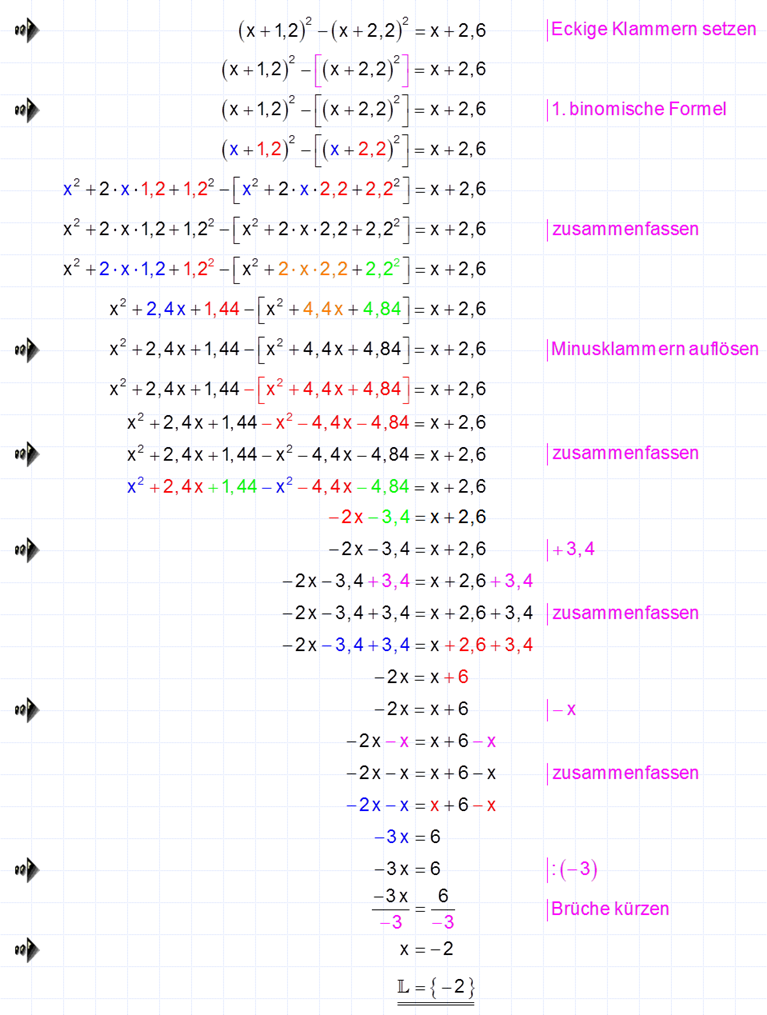 (x+1,2)² −(x+2,2)² = x+2,6 |Eckige Klammern setzen
(x+1,2)² −[(x+2,2)²] = x+2,6
(x+1,2)² −[(x+2,2)²] = x+2,6 |1. binomische Formel
(x+1,2)² −[(x+2,2)²] = x+2,6
x² +2·x·1,2+1,2² −[x² +2·x·2,2+2,2²] = x+2,6
x² +2·x·1,2+1,2² −[x² +2·x·2,2+2,2²] = x+2,6 |zusammenfassen
x² +2·x·1,2+1,2² −[x² +2·x·2,2+2,2²] = x+2,6
x² +2,4x+1,44−[x² +4,4x+4,84] = x+2,6
x² +2,4x+1,44−[x² +4,4x+4,84] = x+2,6 |Minusklammern auflösen
x² +2,4x+1,44−[x² +4,4x+4,84] = x+2,6
x² +2,4x+1,44−x² −4,4x−4,84 = x+2,6
x² +2,4x+1,44−x² −4,4x−4,84 = x+2,6 |zusammenfassen
x² +2,4x+1,44−x² −4,4x−4,84 = x+2,6
−2x−3,4 = x+2,6
−2x−3,4 = x+2,6 |+3,4
−2x−3,4+3,4 = x+2,6+3,4
−2x−3,4+3,4 = x+2,6+3,4 |zusammenfassen
−2x−3,4+3,4 = x+2,6+3,4
−2x = x+6
−2x = x+6 |−x
−2x−x = x+6−x
−2x−x = x+6−x |zusammenfassen
−2x−x = x+6−x
−3x = 6
−3x = 6 |:(−3)
−3x/−3 = 6/−3 |Brüche kürzen
x = −2
𝕃 = {−2}